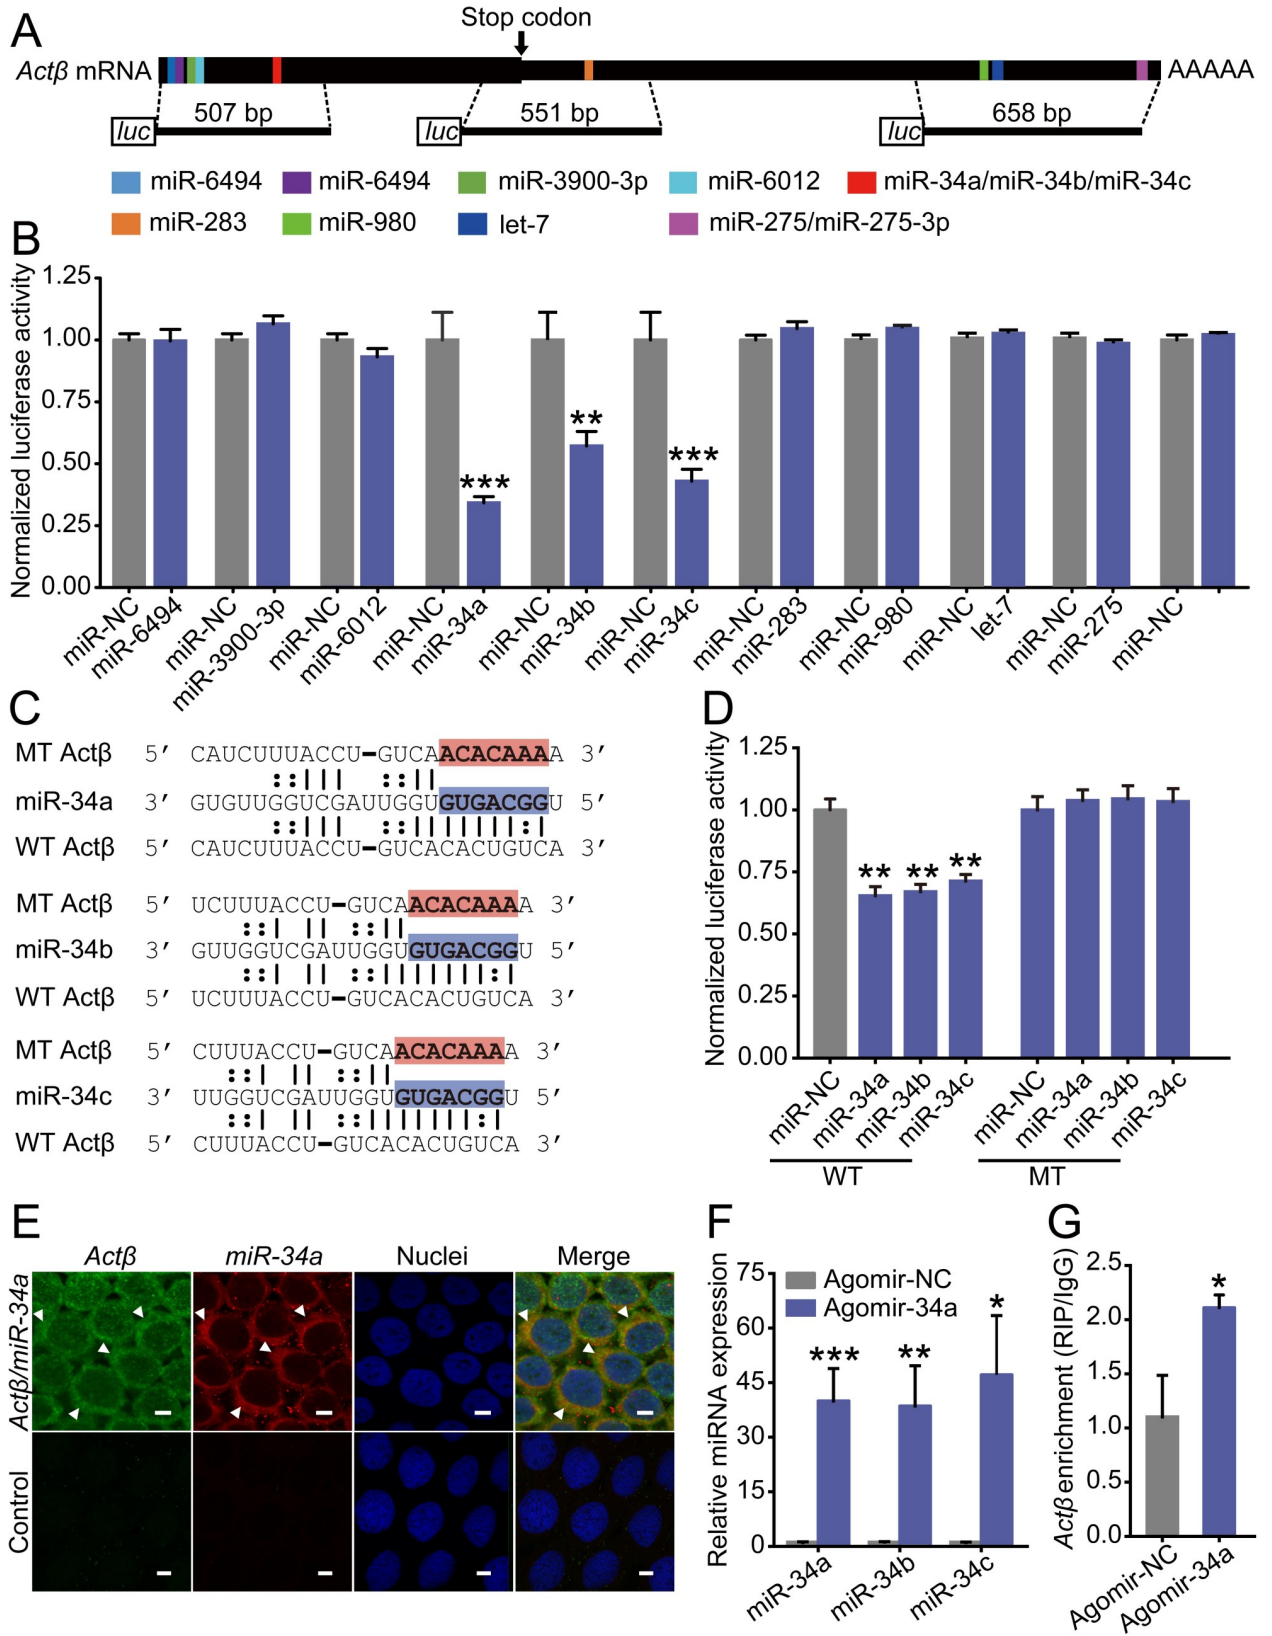 A
Stop codon
Actβ mRNA
AAAAA
507 bp
551 bp
658 bp
luc
luc
luc
miR-6494
miR-6494
miR-3900-3p
miR-6012
miR-34a/miR-34b/miR-34c
miR-283
miR-980
let-7
miR-275/miR-275-3p
B
Normalized luciferase activity
1.25
1.00
0.75
0.50
0.25
0.00
***
**
***
miR-NC
miR-6494
miR-NC
miR-3900-3p
miR-NC
miR-6012
miR-NC
miR-34a
miR-NC
miR-34b
miR-NC
miR-34c
miR-NC
miR-283
miR-NC
miR-980
miR-NC
let-7
miR-NC
miR-275
miR-NC
C
MT Actβ 5′ CAUCUUUACCU-GUCAACACAAAA 3′
miR-34a 3′ GUGUUGGUCGAUUGGUGUGACGGU 5′
WT Actβ 5′ CAUCUUUACCU-GUCACACUGUCA 3′
MT Actβ 5′ UCUUUACCU-GUCAACACAAAA 3′
miR-34b 3′ GUUGGUCGAUUGGUGUGACGGU 5′
WT Actβ 5′ UCUUUACCU-GUCACACUGUCA 3′
MT Actβ 5′ CUUUACCU-GUCAACACAAAA 3′
miR-34c 3′ UUGGUCGAUUGGUGUGACGGU 5′
WT Actβ 5′ CUUUACCU-GUCACACUGUCA 3′
D
Normalized luciferase activity
1.25
1.00
0.75
0.50
0.25
0.00
**
**
**
miR-NC
miR-34a
miR-34b
miR-34c
miR-NC
miR-34a
miR-34b
miR-34c
WT
MT
E
Actβ
miR-34a
Nuclei
Merge
Actβ/miR-34a
Control
F
Relative miRNA expression
75
60
45
30
15
0
Agomir-NC
Agomir-34a
***
**
*
miR-34a
miR-34b
miR-34c
G
Actβ enrichment (RIP/IgG)
2.5
2.0
1.5
1.0
0.5
0.0
*
Agomir-NC
Agomir-34a